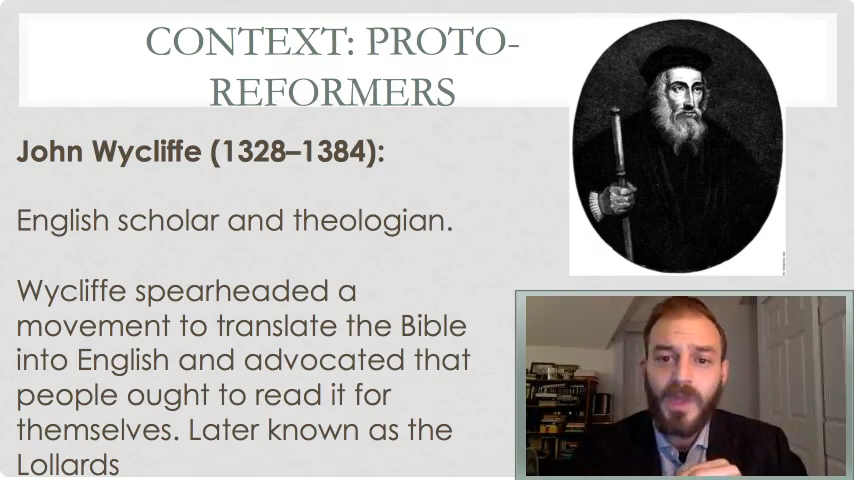 CONTEXT: PROTO-
REFORMERS
John Wycliffe (1328–1384):
English scholar and theologian.
Wycliffe spearheaded a
movement to translate the Bible
into English and advocated that
people ought to read it for
themselves. Later known as the
Lollards